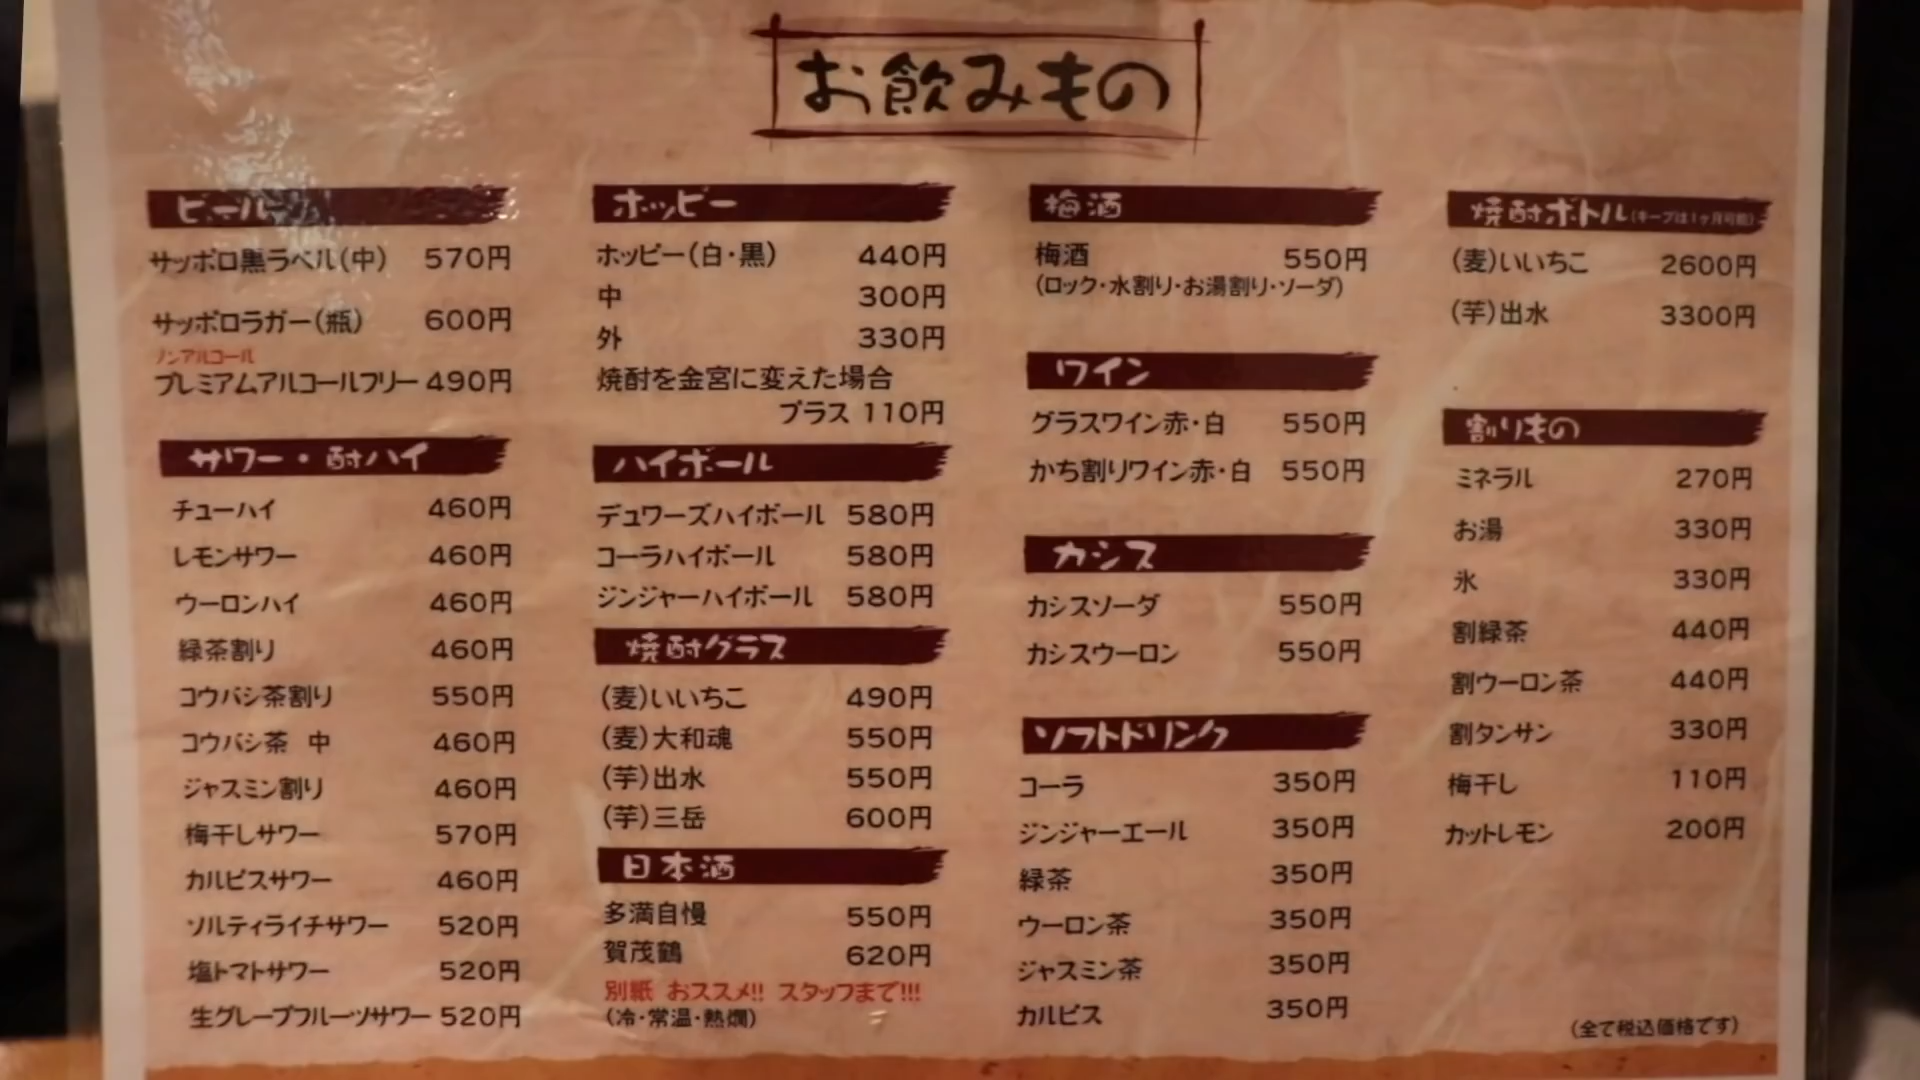 お飲みもの
ビール
サッポロ黒ラベル(中) 570円
サッポロラガー(瓶) 600円
ノンアルコール
プレミアムアルコールフリー 490円
サワー・酎ハイ
チューハイ 460円
レモンサワー 460円
ウーロンハイ 460円
緑茶割り 460円
コウバシ茶割り 550円
コウバシ茶 中 460円
ジャスミン割り 460円
梅干しサワー 570円
カルピスサワー 460円
ソルティライチサワー 520円
塩トマトサワー 520円
生グレープフルーツサワー 520円
ホッピー
ホッピー(白・黒) 440円
中 300円
外 330円
焼酎を金宮に変えた場合
プラス 110円
ハイボール
デュワーズハイボール 580円
コーラハイボール 580円
ジンジャーハイボール 580円
焼酎グラス
(麦)いいちこ 490円
(麦)大和魂 550円
(芋)出水 550円
(芋)三岳 600円
日本酒
多満自慢 550円
賀茂鶴 620円
別紙 おススメ!! スタッフまで!!!
(冷・常温・熱燗)
梅酒
梅酒 550円
(ロック・水割り・お湯割り・ソーダ)
ワイン
グラスワイン赤・白 550円
かち割りワイン赤・白 550円
カシス
カシスソーダ 550円
カシスウーロン 550円
ソフトドリンク
コーラ 350円
ジンジャーエール 350円
緑茶 350円
ウーロン茶 350円
ジャスミン茶 350円
カルピス 350円
焼酎ボトル(キープは1ヶ月可能)
(麦)いいちこ 2600円
(芋)出水 3300円
割りもの
ミネラル 270円
お湯 330円
氷 330円
割緑茶 440円
割ウーロン茶 440円
割タンサン 330円
梅干し 110円
カットレモン 200円
(全て税込価格です)